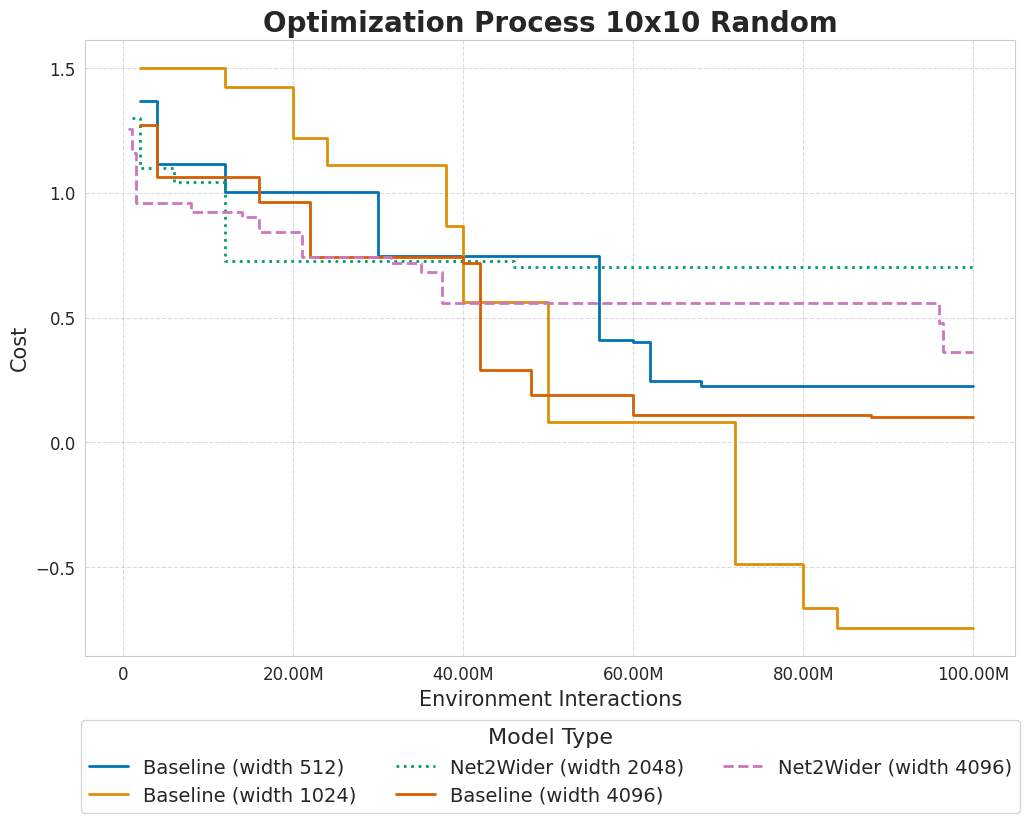 Optimization Process 10x10 Random
Cost
1.5
1.0
0.5
0.0
−0.5
0
20.00M
40.00M
60.00M
80.00M
100.00M
Environment Interactions
Model Type
Baseline (width 512)
Baseline (width 1024)
Net2Wider (width 2048)
Baseline (width 4096)
Net2Wider (width 4096)